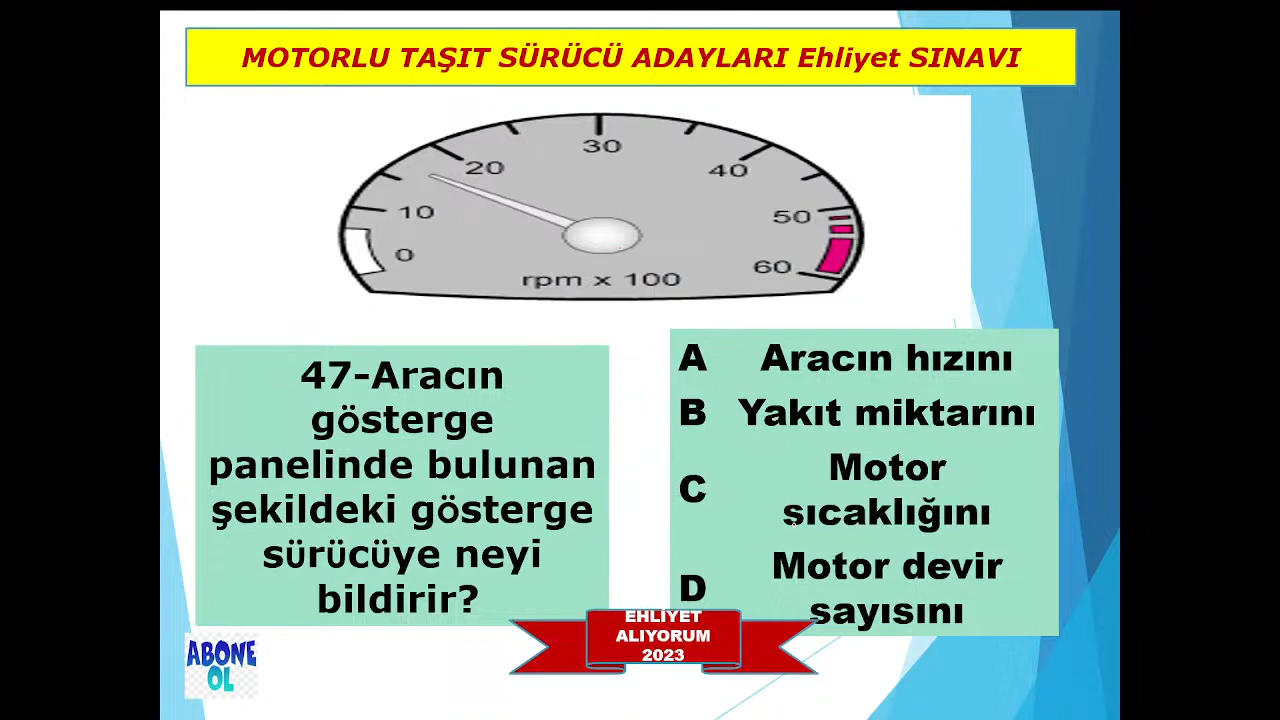 MOTORLU TAŞIT SÜRÜCÜ ADAYLARI Ehliyet SINAVI
30
20
40
10
50
0
60
rpm x 100
47-Aracın
gösterge
panelinde bulunan
şekildeki gösterge
sürücüye neyi
bildirir?
A Aracın hızını
B Yakıt miktarını
C Motor
sıcaklığını
D Motor devir
sayısını
EHLİYET
ALIYORUM
2023
ABONE
OL